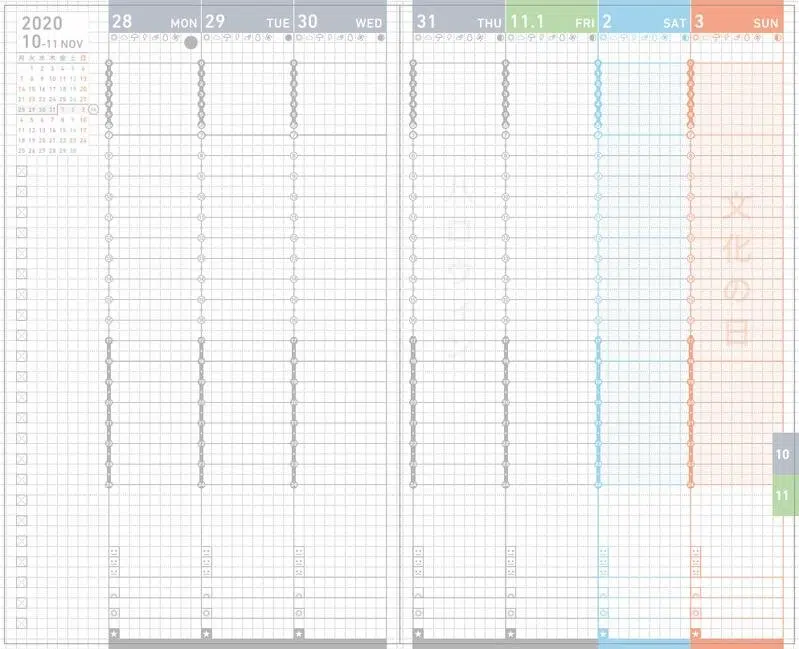 2020
10-11 NOV
月 火 水 木 金 土 日
1 2 3 4 5 6
7 8 9 10 11 12 13
14 15 16 17 18 19 20
21 22 23 24 25 26 27
28 29 30 31 1 2 3
4 5 6 7 8 9 10
11 12 13 14 15 16 17
18 19 20 21 22 23 24
25 26 27 28 29 30
28 MON
29 TUE
30 WED
31 THU
11.1 FRI
2 SAT
3 SUN
ハロウィン
文化の日
10
11